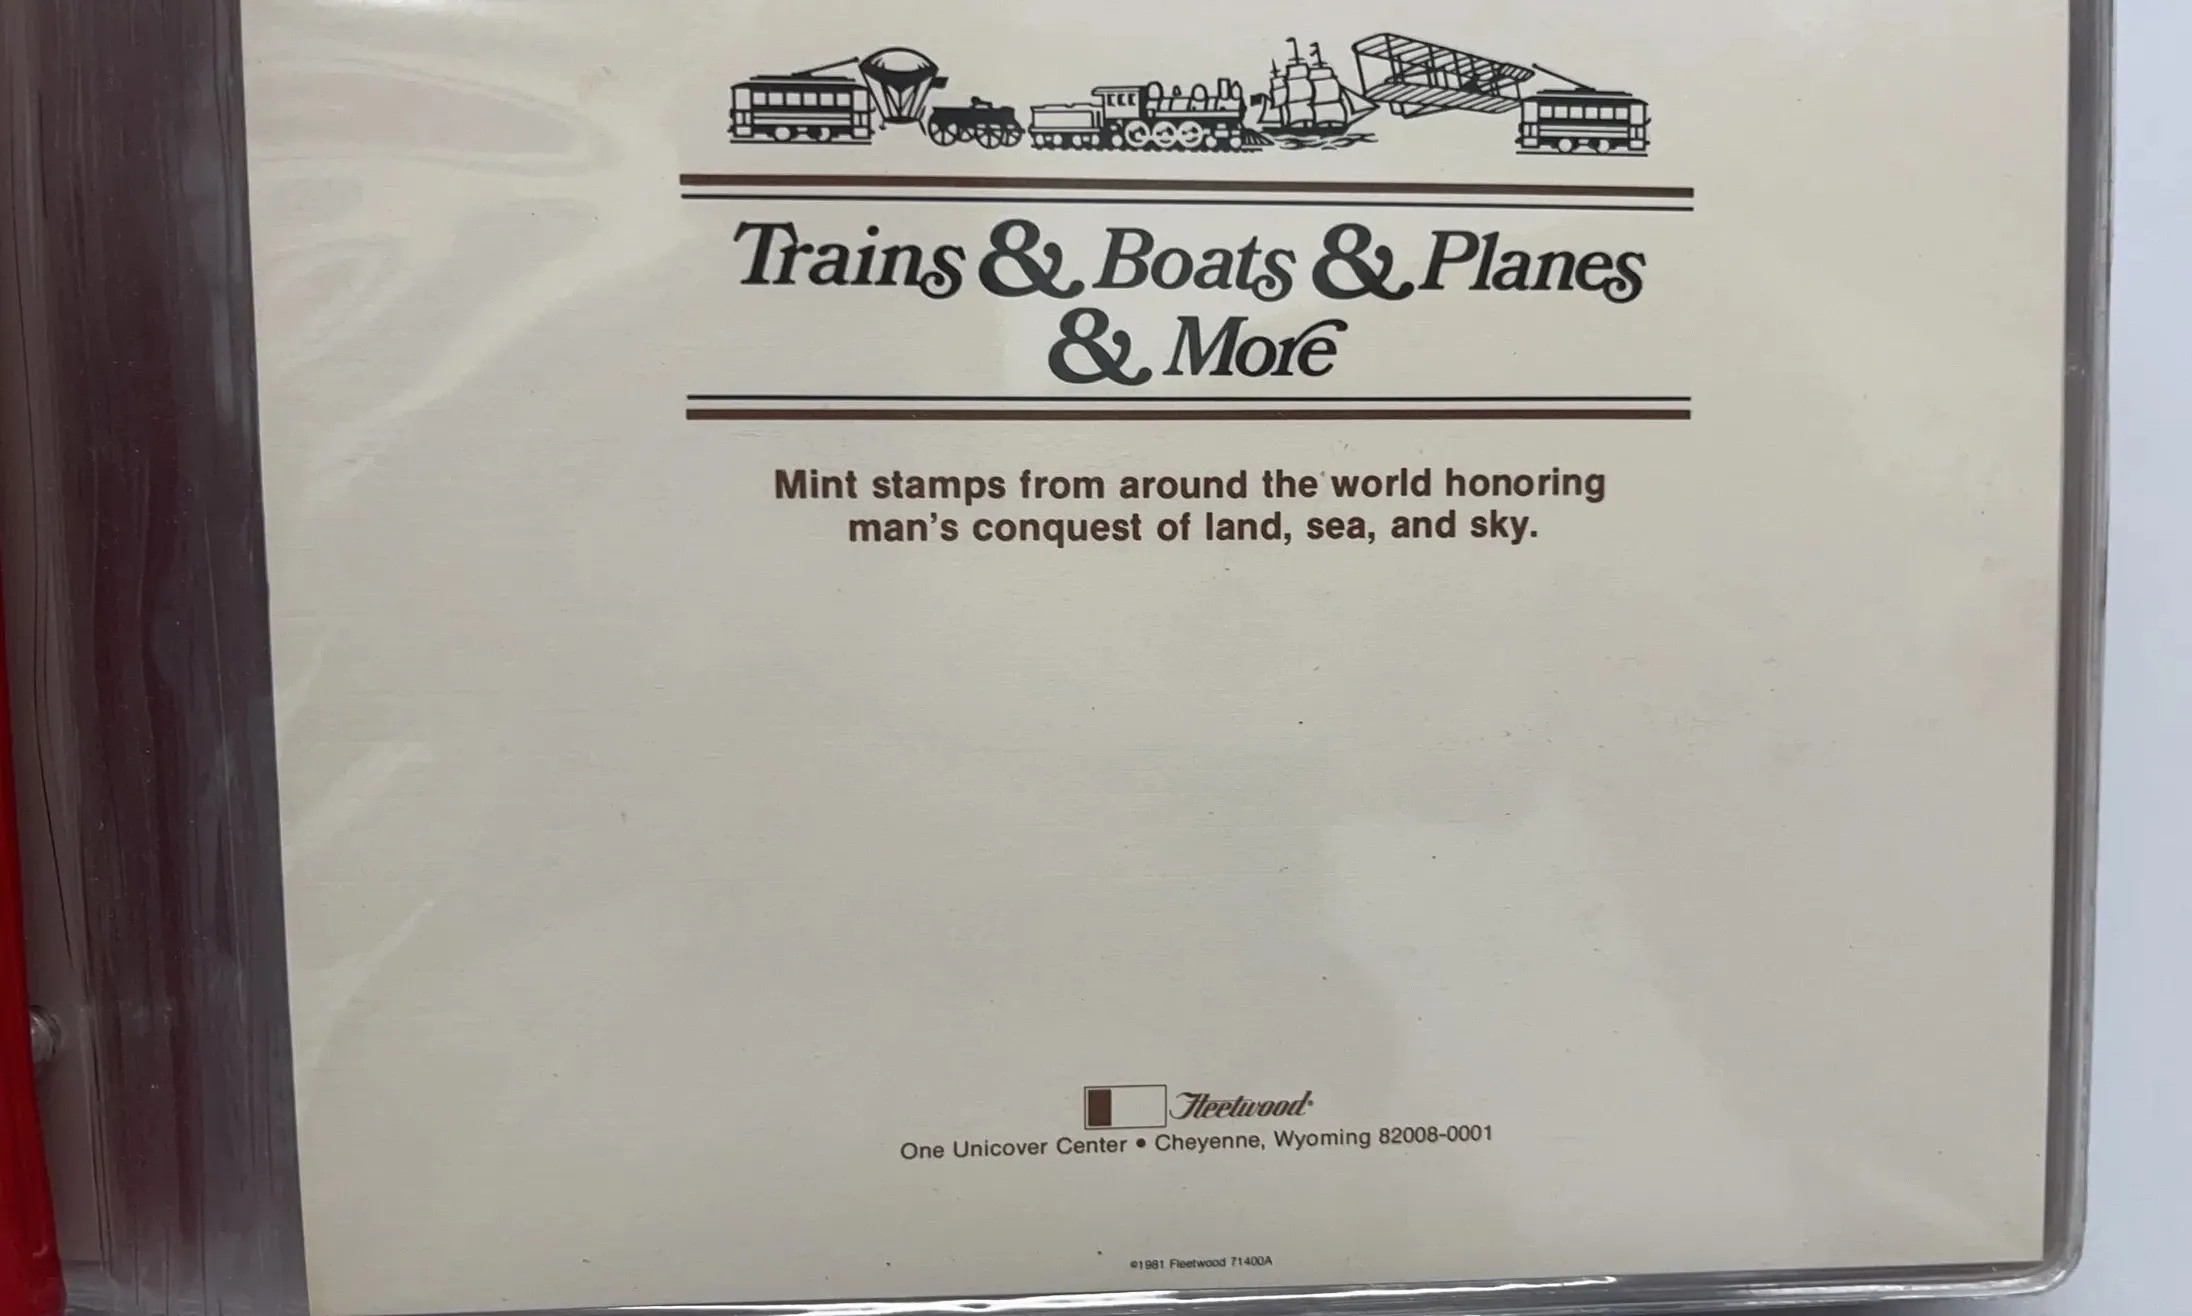 Trains & Boats & Planes
& More
Mint stamps from around the world honoring
man's conquest of land, sea, and sky.
Fleetwood®
One Unicover Center • Cheyenne, Wyoming 82008-0001
©1981 Fleetwood 71400A